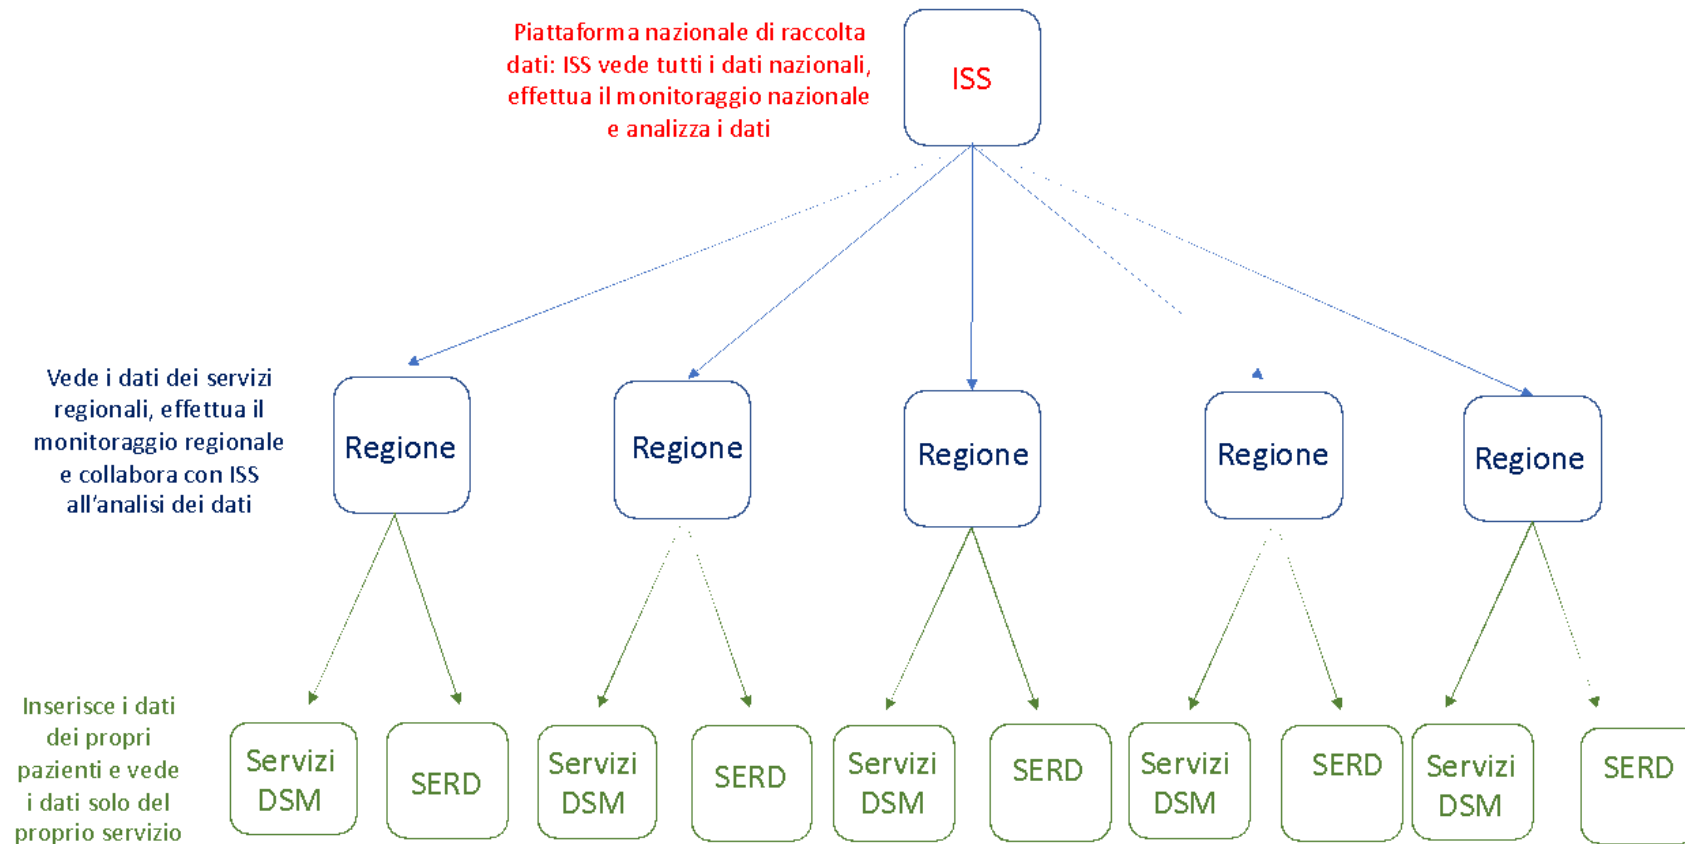 Piattaforma nazionale di raccolta
dati: ISS vede tutti i dati nazionali,
effettua il monitoraggio nazionale
e analizza i dati
ISS
Vede i dati dei servizi
regionali, effettua il
monitoraggio regionale
e collabora con ISS
all'analisi dei dati
Regione
Regione
Regione
Regione
Regione
Inserisce i dati
dei propri
pazienti e vede
i dati solo del
proprio servizio
Servizi
DSM
SERD
Servizi
DSM
SERD
Servizi
DSM
SERD
Servizi
DSM
SERD
Servizi
DSM
SERD